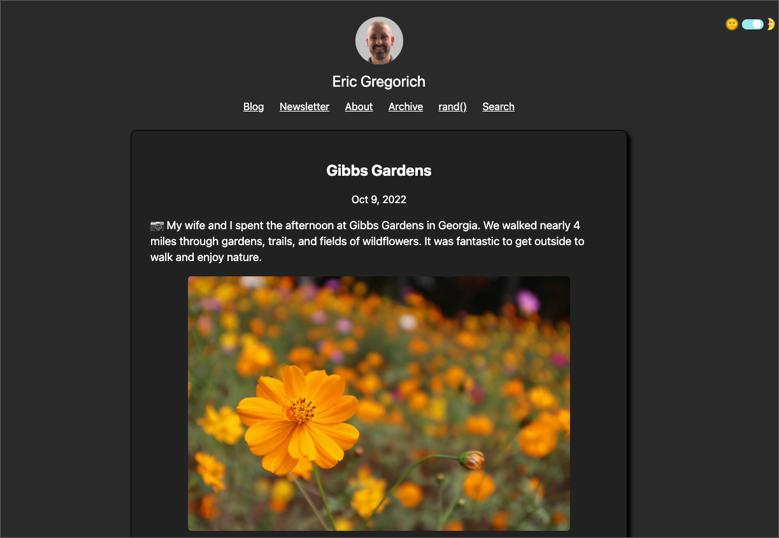 Eric Gregorich
Blog Newsletter About Archive rand() Search
Gibbs Gardens
Oct 9, 2022
📷 My wife and I spent the afternoon at Gibbs Gardens in Georgia. We walked nearly 4
miles through gardens, trails, and fields of wildflowers. It was fantastic to get outside to
walk and enjoy nature.